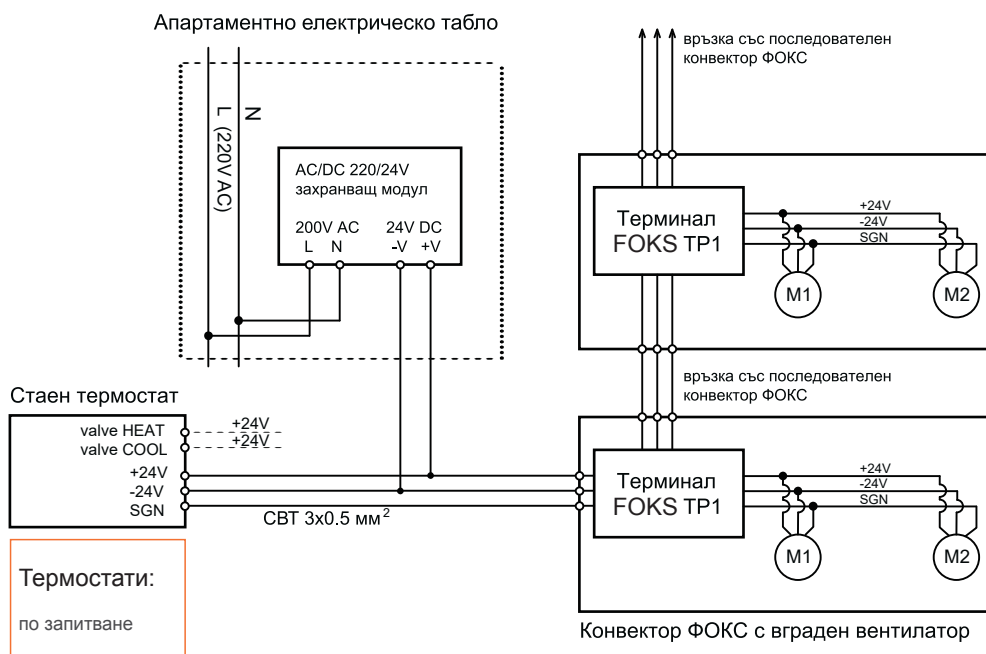 Апартаментно електрическо табло
L (220V AC)
N
AC/DC 220/24V
захранващ модул
200V AC 24V DC
L N -V +V
връзка със последователен
конвектор ФОКС
Терминал
FOKS TP1
+24V
-24V
SGN
M1
M2
връзка със последователен
конвектор ФОКС
Стаен термостат
valve HEAT
valve COOL
+24V
-24V
SGN
+24V
+24V
СВТ 3x0.5 мм²
Терминал
FOKS TP1
+24V
-24V
SGN
M1
M2
Термостати:
по запитване
Конвектор ФОКС с вграден вентилатор